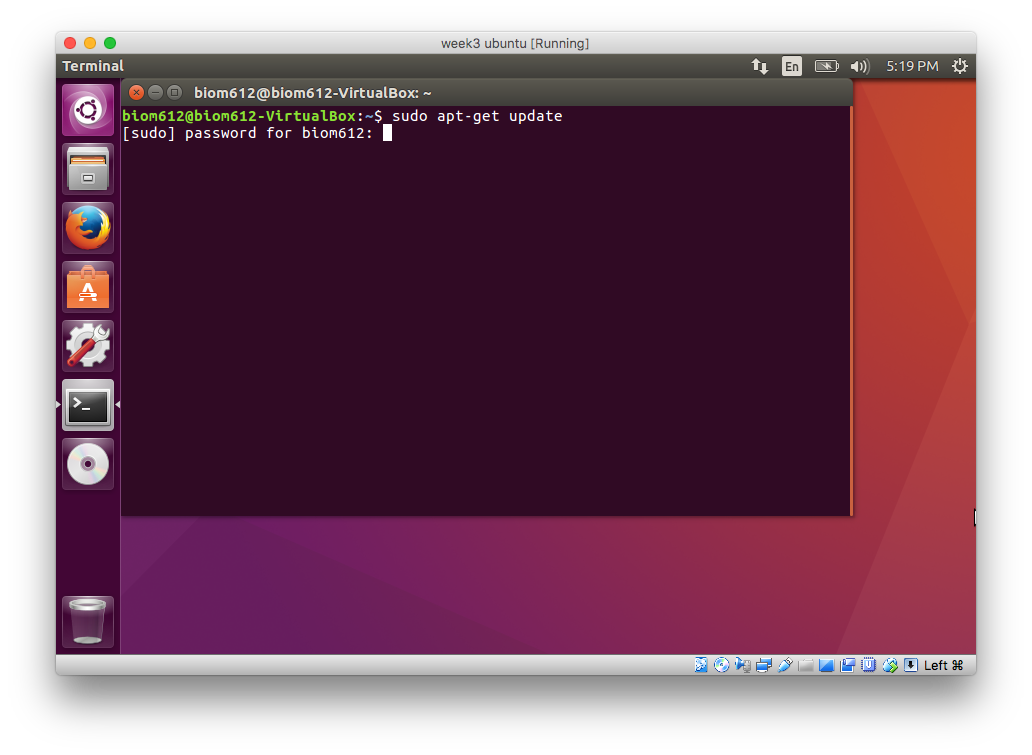 week3 ubuntu [Running]
Terminal
En
5:19 PM
biom612@biom612-VirtualBox: ~
biom612@biom612-VirtualBox:~$ sudo apt-get update
[sudo] password for biom612:
>_
Left ⌘